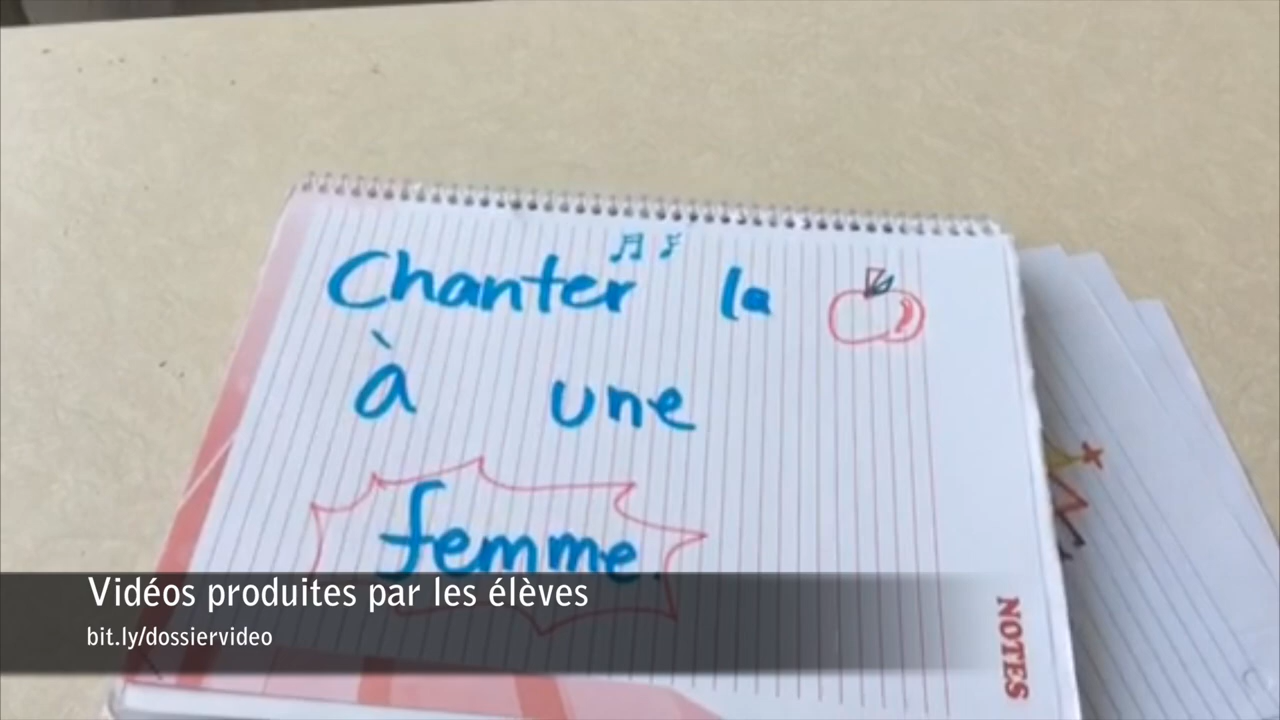 Chanter la
à une
femme.
NOTES
Vidéos produites par les élèves
bit.ly/dossiervideo